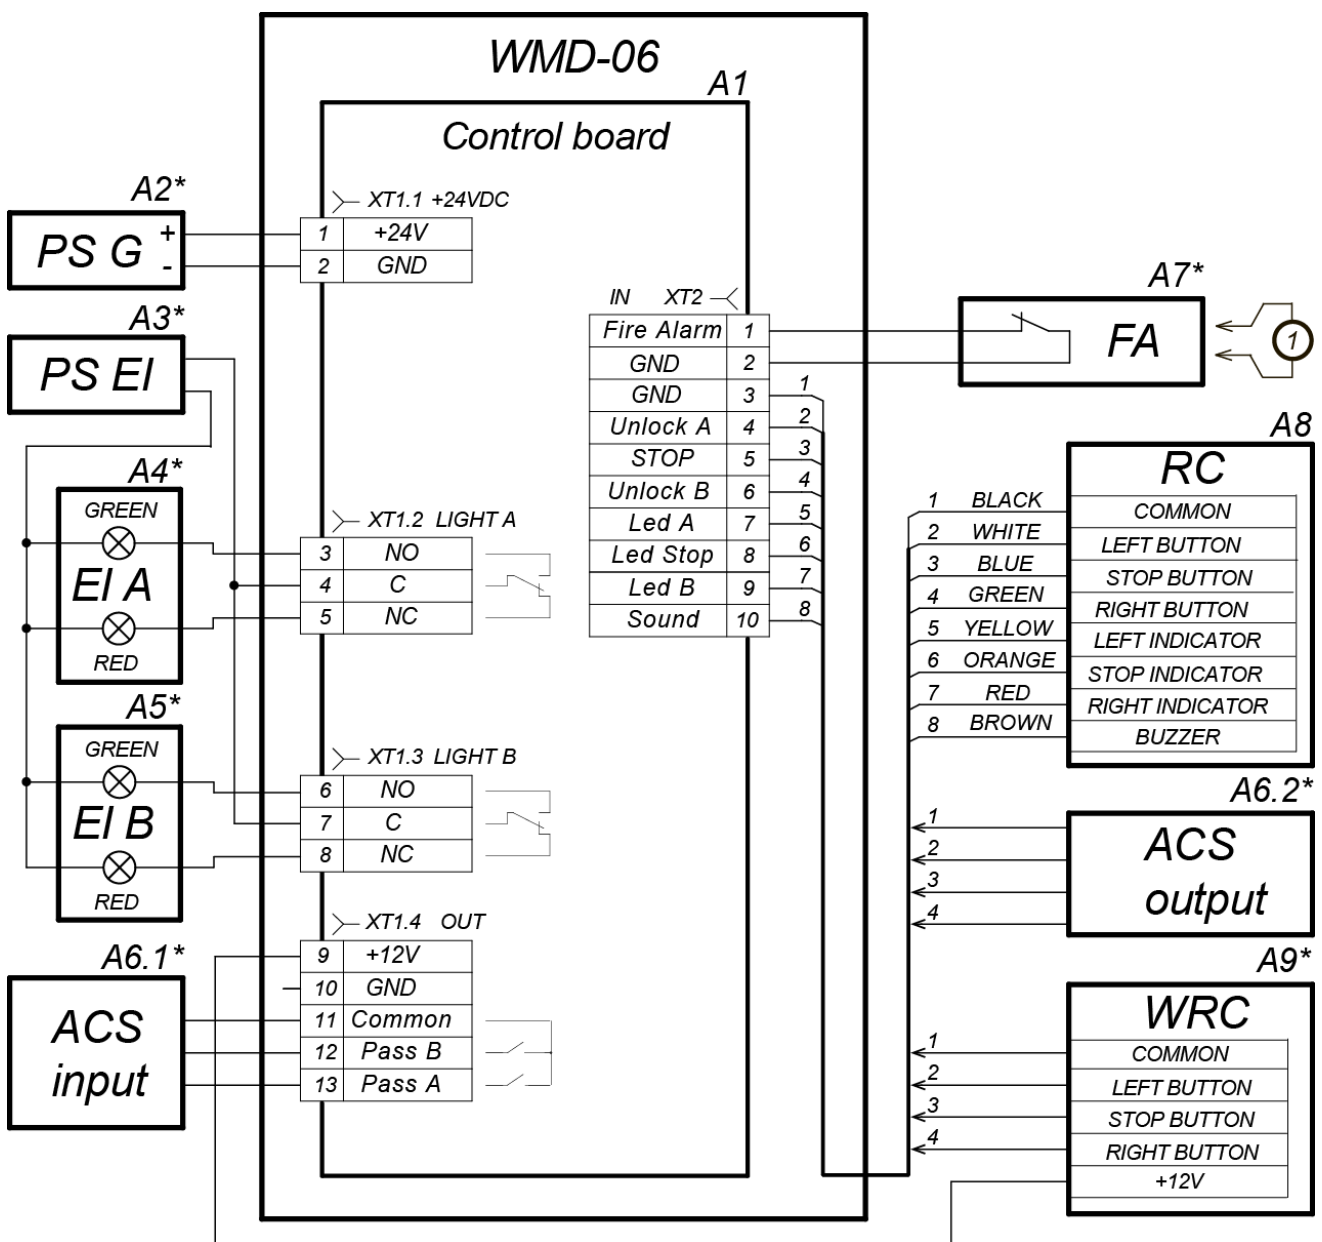 WMD-06
A1
Control board
A2*
PS G + -
XT1.1 +24VDC
1 +24V
2 GND
A3*
PS EI
A4*
GREEN
EI A
RED
XT1.2 LIGHT A
3 NO
4 C
5 NC
A5*
GREEN
EI B
RED
XT1.3 LIGHT B
6 NO
7 C
8 NC
A6.1*
ACS
input
XT1.4 OUT
9 +12V
10 GND
11 Common
12 Pass B
13 Pass A
IN XT2
Fire Alarm 1
GND 2
GND 3 1
Unlock A 4 2
STOP 5 3
Unlock B 6 4
Led A 7 5
Led Stop 8 6
Led B 9 7
Sound 10 8
A7*
FA
1
A8
RC
1 BLACK COMMON
2 WHITE LEFT BUTTON
3 BLUE STOP BUTTON
4 GREEN RIGHT BUTTON
5 YELLOW LEFT INDICATOR
6 ORANGE STOP INDICATOR
7 RED RIGHT INDICATOR
8 BROWN BUZZER
A6.2*
ACS
output
1
2
3
4
A9*
WRC
1 COMMON
2 LEFT BUTTON
3 STOP BUTTON
4 RIGHT BUTTON
+12V